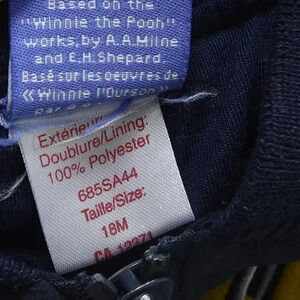 Based on the
"Winnie the Pooh"
works, by A.A. Milne
and E.H. Shepard.
Basé sur les oeuvres de
«Winnie l'Ourson»
Extérieur/
Doublure/Lining:
100% Polyester
685SA44
Taille/Size:
18M
CA